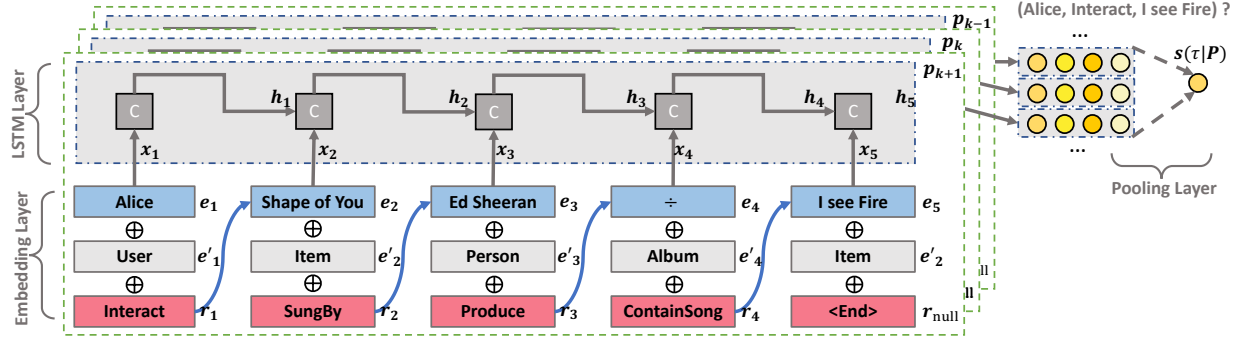 p_{k-1}
(Alice, Interact, I see Fire) ?
p_k
...
s(τ|P)
p_{k+1}
LSTM Layer
h_1 h_2 h_3 h_4 h_5
C C C C C
x_1 x_2 x_3 x_4 x_5
...
Pooling Layer
Embedding Layer
Alice e_1 Shape of You e_2 Ed Sheeran e_3 ÷ e_4 I see Fire e_5
⊕ ⊕ ⊕ ⊕ ⊕
User e'_1 Item e'_2 Person e'_3 Album e'_4 Item e'_2
ll
⊕ ⊕ ⊕ ⊕ ⊕
ll
Interact r_1 SungBy r_2 Produce r_3 ContainSong r_4 <End> r_null